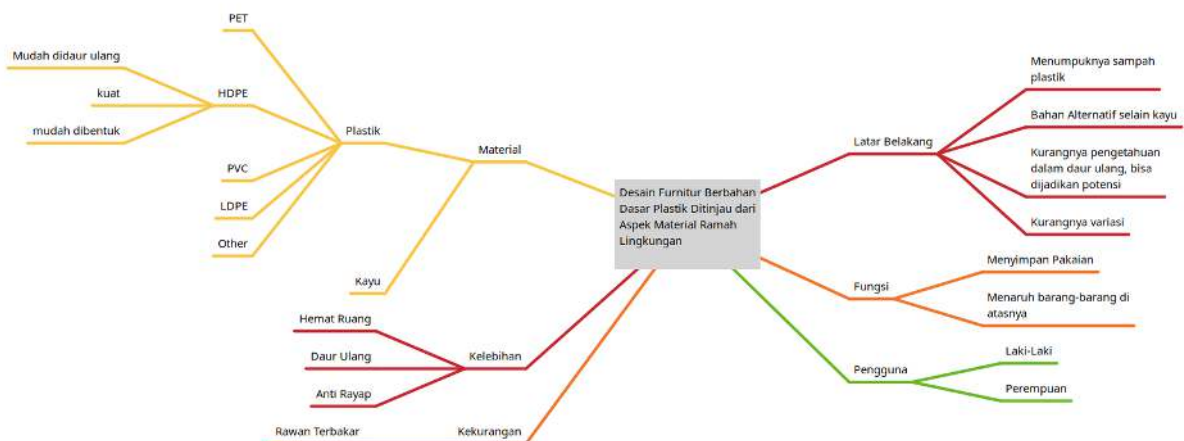 Desain Furnitur Berbahan
Dasar Plastik Ditinjau dari
Aspek Material Ramah
Lingkungan
Latar Belakang
Menumpuknya sampah
plastik
Bahan Alternatif selain kayu
Kurangnya pengetahuan
dalam daur ulang, bisa
dijadikan potensi
Kurangnya variasi
Fungsi
Menyimpan Pakaian
Menaruh barang-barang di
atasnya
Pengguna
Laki-Laki
Perempuan
Material
Plastik
PET
HDPE
Mudah didaur ulang
kuat
mudah dibentuk
PVC
LDPE
Other
Kayu
Kelebihan
Hemat Ruang
Daur Ulang
Anti Rayap
Kekurangan
Rawan Terbakar